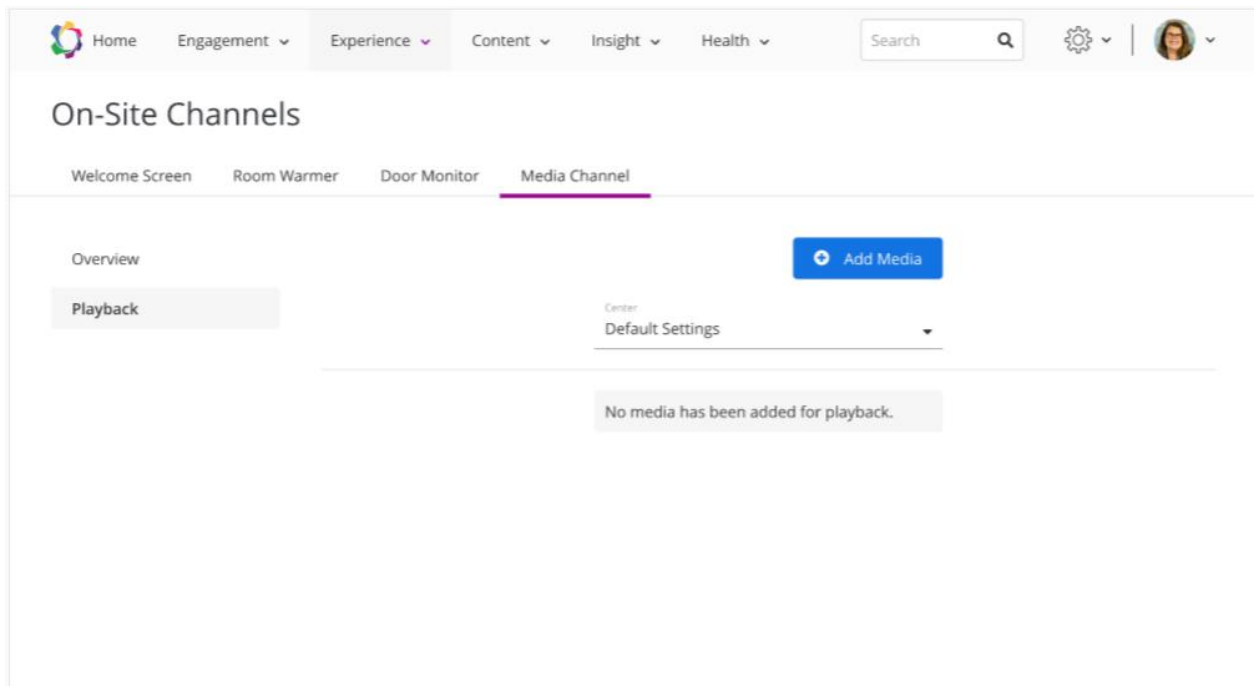 Home Engagement Experience Content Insight Health Search
On-Site Channels
Welcome Screen Room Warmer Door Monitor Media Channel
Overview
Add Media
Playback
Center
Default Settings
No media has been added for playback.